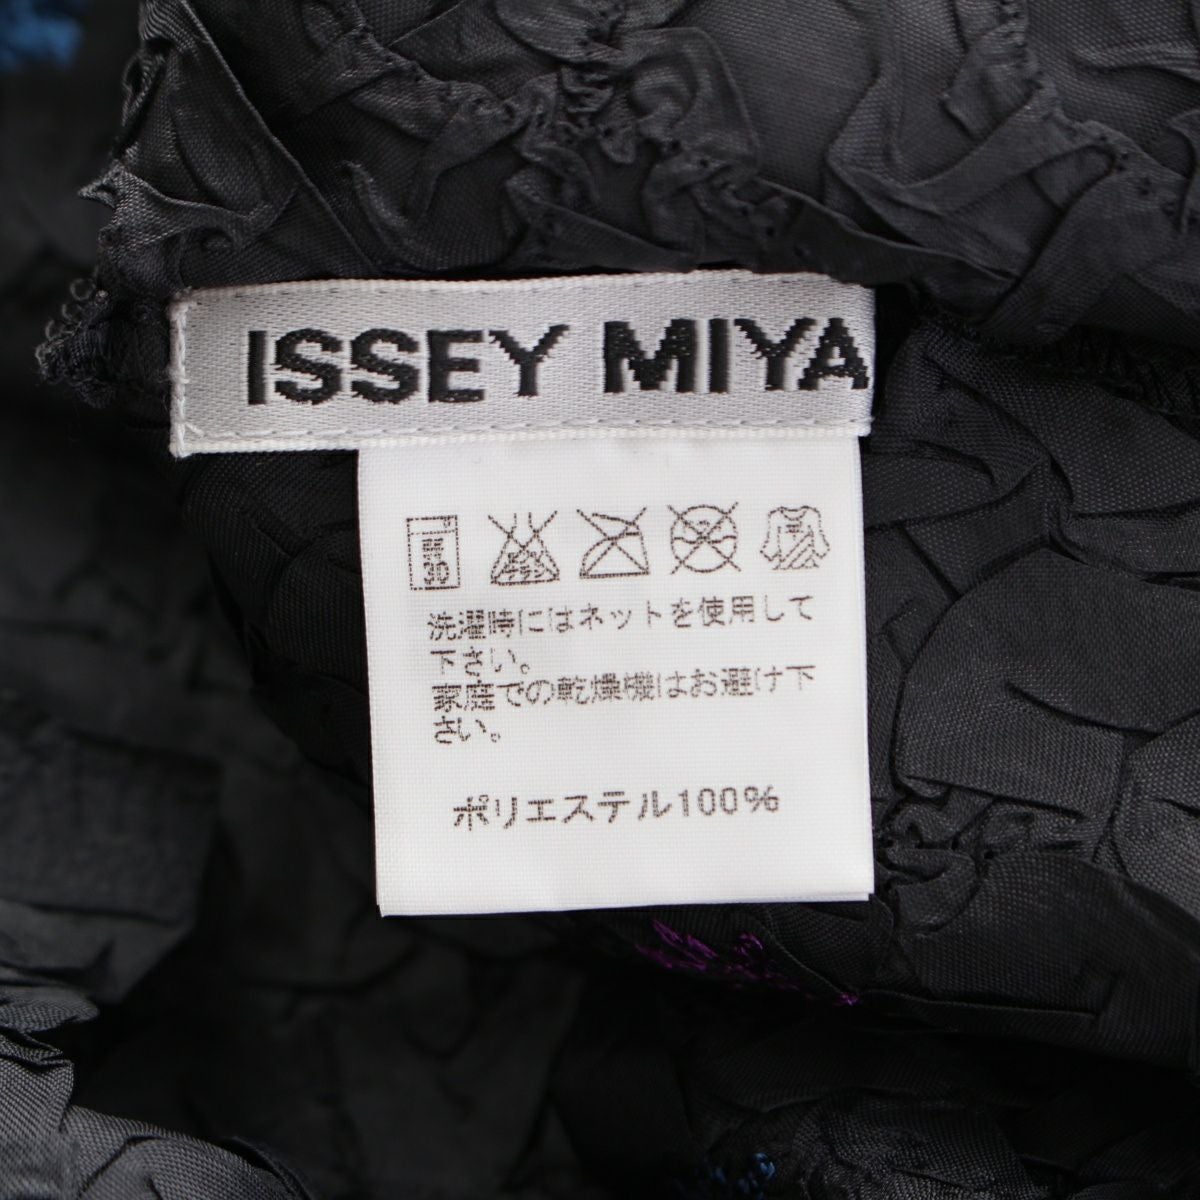 ISSEY MIYA
30
洗濯時にはネットを使用して
下さい。
家庭での乾燥機はお避け下
さい。
ポリエステル100%